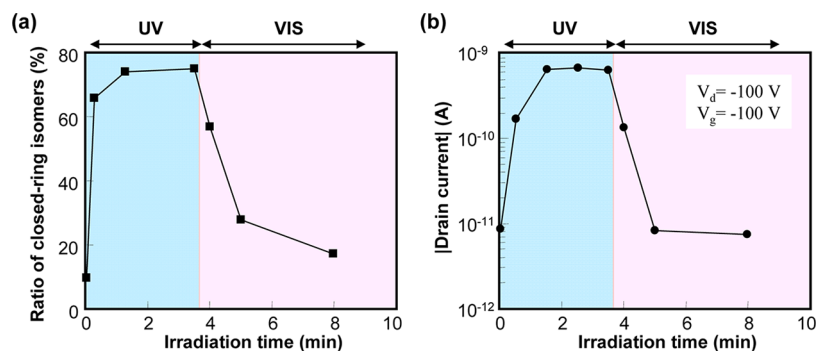 (a)
UV
VIS
Ratio of closed-ring isomers (%)
80
60
40
20
0
0
2
4
6
8
10
Irradiation time (min)
(b)
UV
VIS
|Drain current| (A)
10-9
10-10
10-11
10-12
Vd= -100 V
Vg= -100 V
0
2
4
6
8
10
Irradiation time (min)